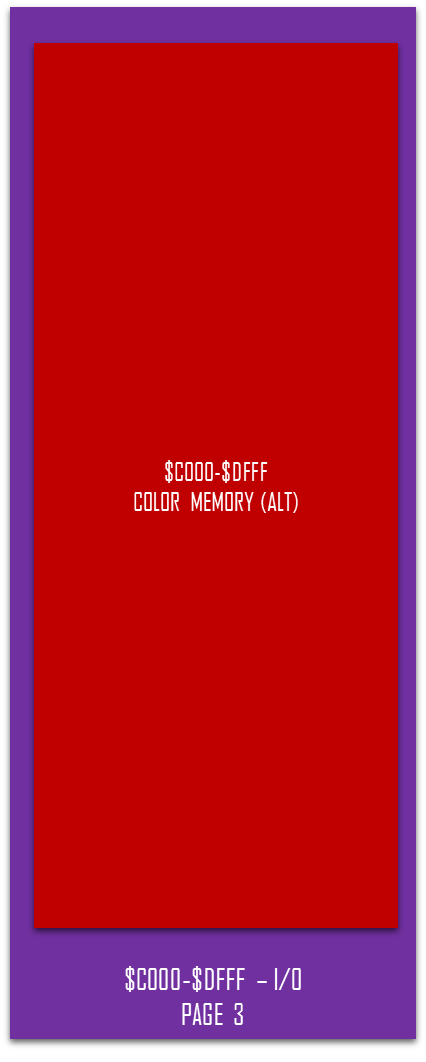 $C000-$DFFF
COLOR MEMORY (ALT)
$C000-$DFFF – I/O
PAGE 3